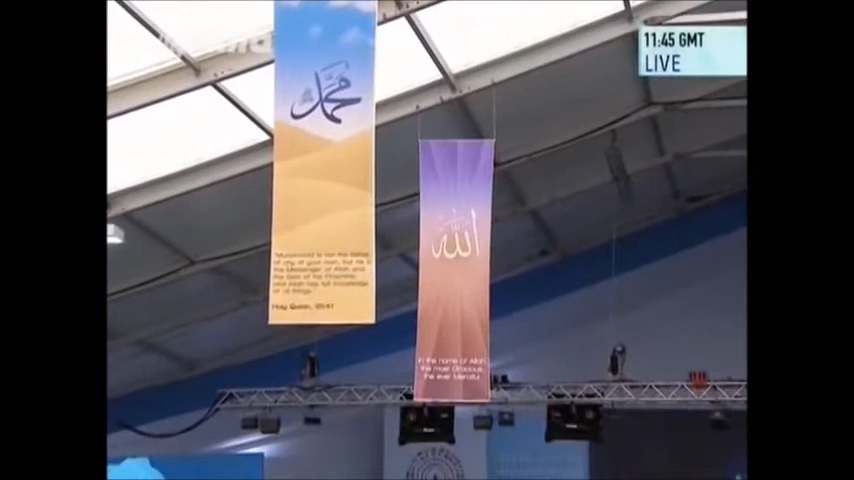 11:45 GMT
LIVE
محمد
الله
"Muhammad is not the father
of any of your men, but he is
the Messenger of Allah and
the Seal of the Prophets;
and Allah has full knowledge
of all things."
Holy Quran, 33:41
In the name of Allah
the most Gracious
the ever Merciful